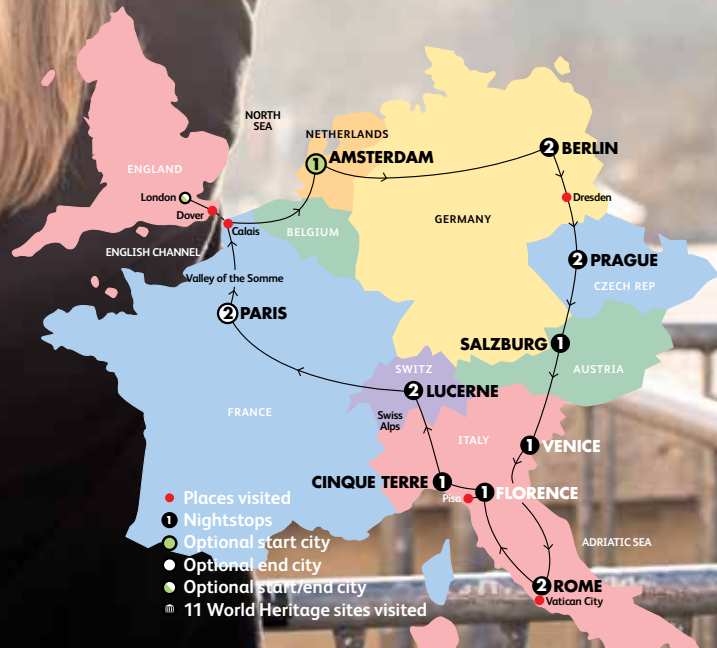 NORTH
SEA
NETHERLANDS
1 AMSTERDAM
2 BERLIN
ENGLAND
London
Dover
Calais
Dresden
BELGIUM
GERMANY
ENGLISH CHANNEL
Valley of the Somme
2 PRAGUE
CZECH REP
2 PARIS
SALZBURG 1
SWITZ
AUSTRIA
2 LUCERNE
FRANCE
Swiss
Alps
ITALY
1 VENICE
CINQUE TERRE 1
1 FLORENCE
Pisa
ADRIATIC SEA
2 ROME
Vatican City
Places visited
1 Nightstops
Optional start city
Optional end city
Optional start/end city
11 World Heritage sites visited